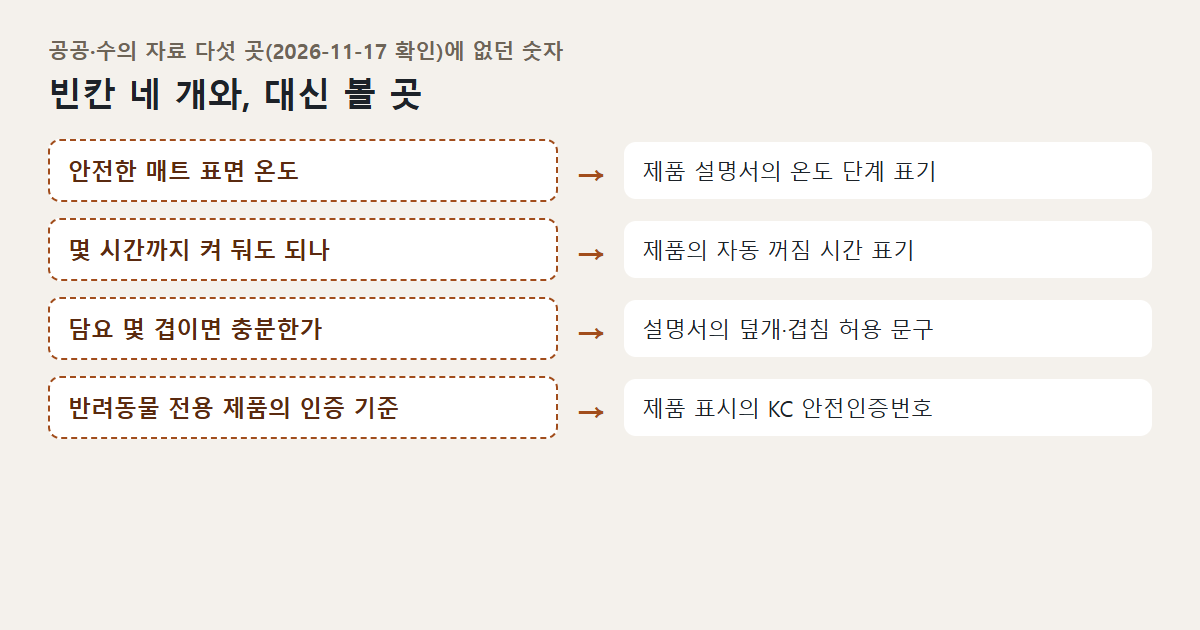 공공·수의 자료 다섯 곳(2026-11-17 확인)에 없던 숫자
빈칸 네 개와, 대신 볼 곳
안전한 매트 표면 온도 → 제품 설명서의 온도 단계 표기
몇 시간까지 켜 둬도 되나 → 제품의 자동 꺼짐 시간 표기
담요 몇 겹이면 충분한가 → 설명서의 덮개·겹침 허용 문구
반려동물 전용 제품의 인증 기준 → 제품 표시의 KC 안전인증번호